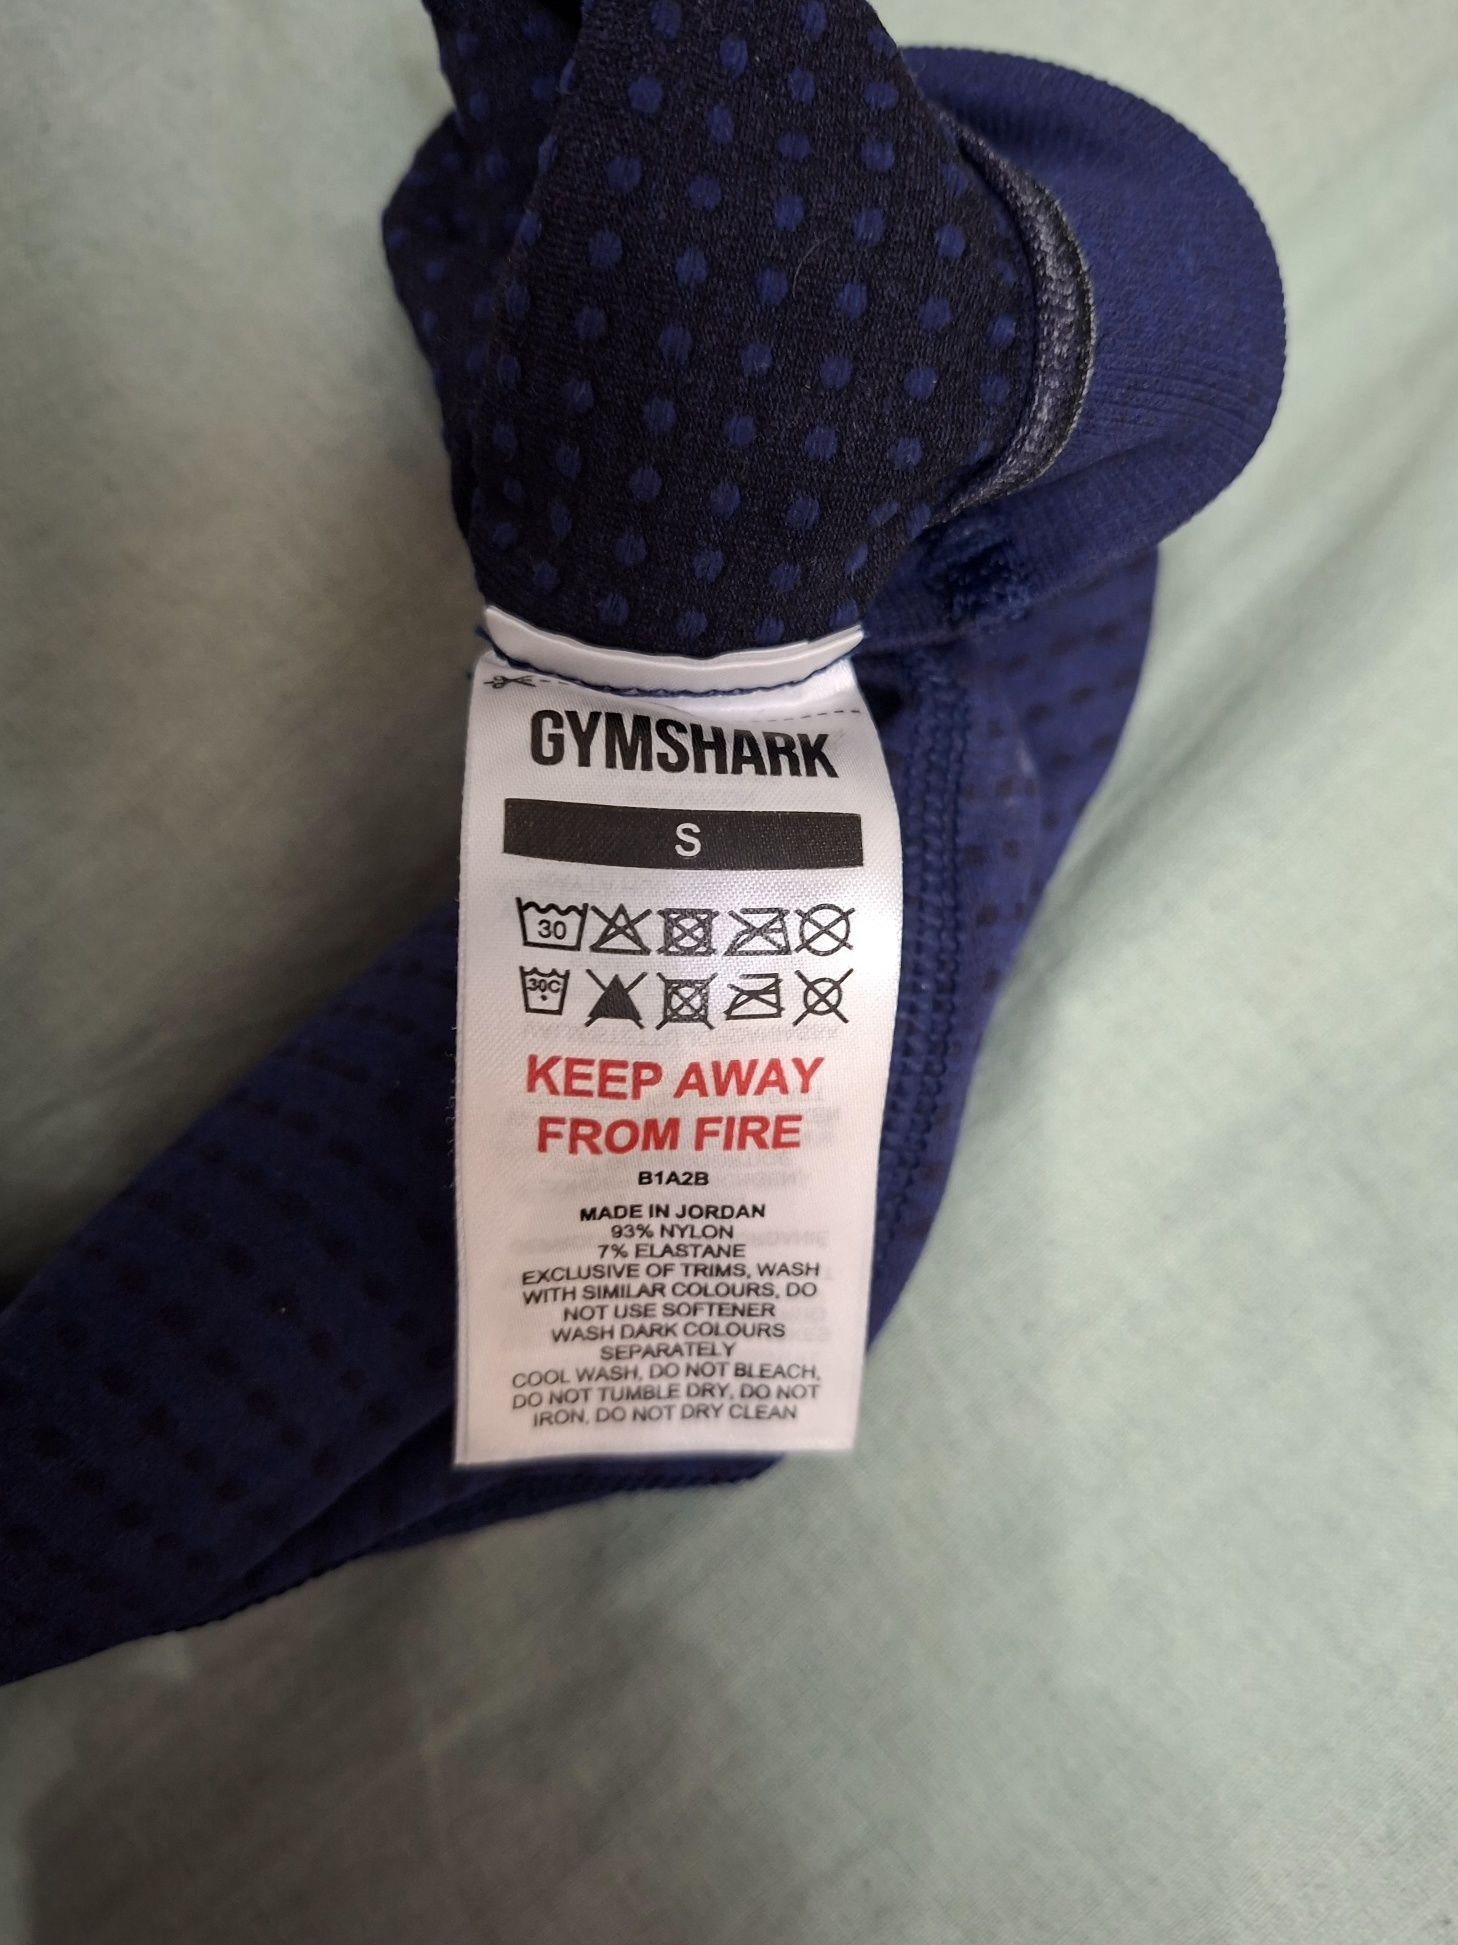 GYMSHARK
S
30
30C
KEEP AWAY
FROM FIRE
B1A2B
MADE IN JORDAN
93% NYLON
7% ELASTANE
EXCLUSIVE OF TRIMS, WASH
WITH SIMILAR COLOURS, DO
NOT USE SOFTENER
WASH DARK COLOURS
SEPARATELY
COOL WASH, DO NOT BLEACH,
DO NOT TUMBLE DRY, DO NOT
IRON, DO NOT DRY CLEAN